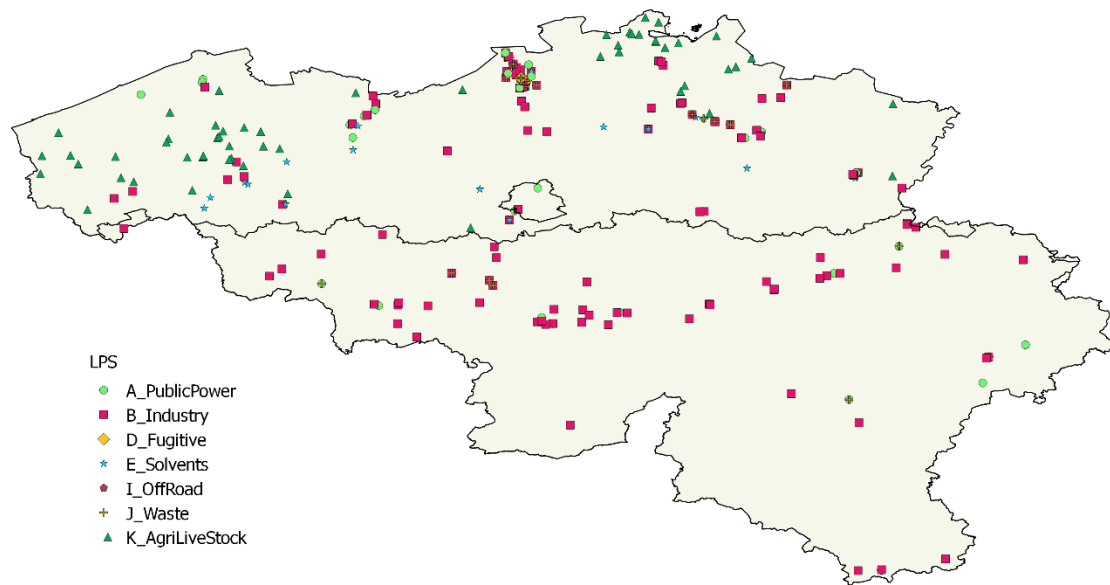 LPS
A_PublicPower
B_Industry
D_Fugitive
E_Solvents
I_OffRoad
J_Waste
K_AgriLiveStock